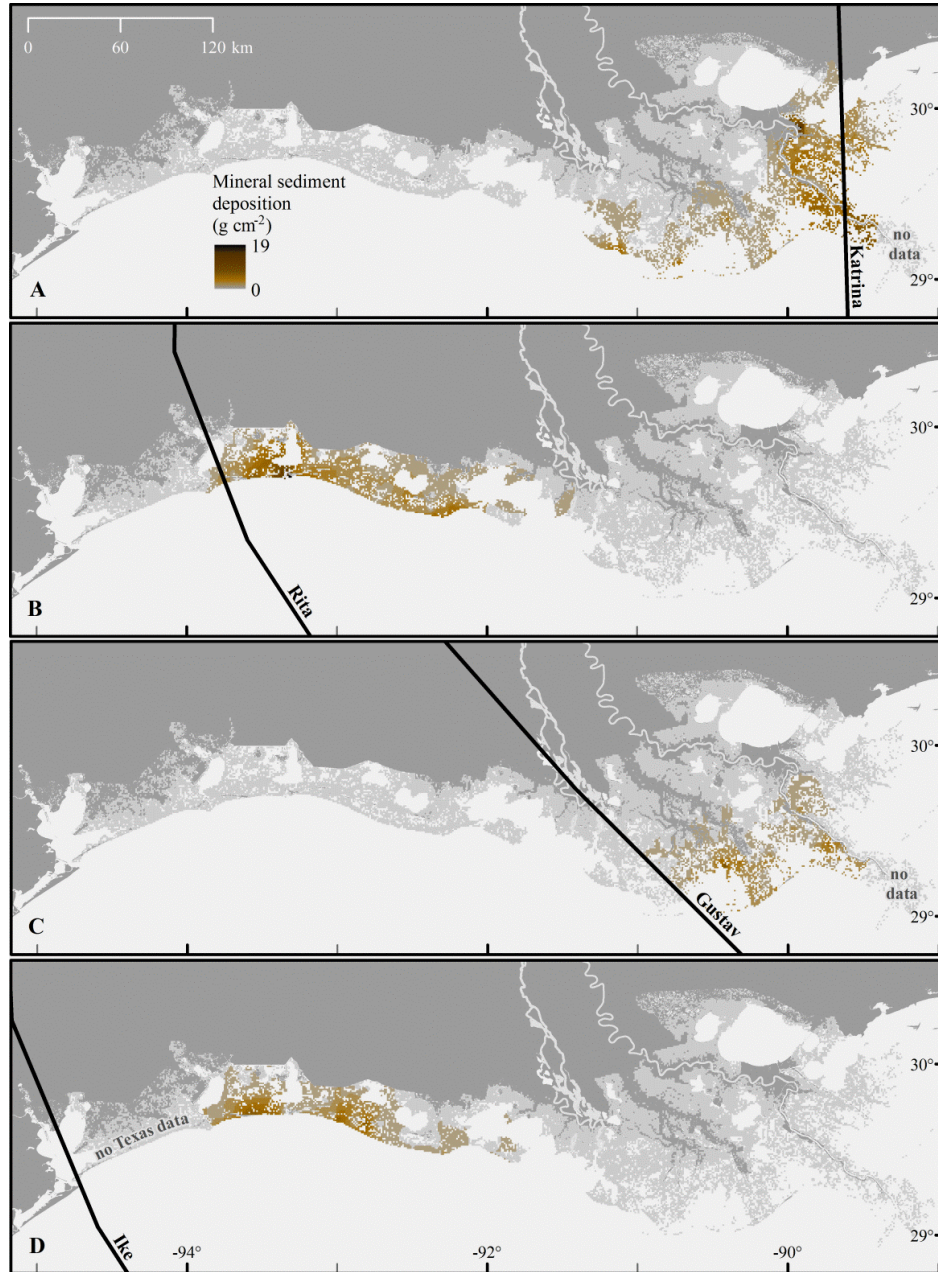 0 60 120 km
30°
Mineral sediment
deposition
(g cm⁻²)
19
0
no
data
Katrina
29°
A
30°
Rita
29°
B
30°
Gustav
no
data
29°
C
30°
no Texas data
Ike
-94° -92° -90°
29°
D